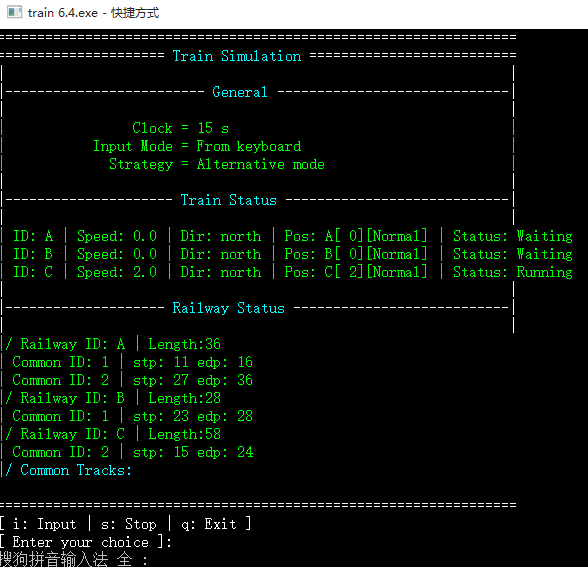 train 6.4.exe - 快捷方式
=================================================================
===================== Train Simulation ==========================
|                                                               |
|------------------------- General -----------------------------|
|                                                               |
|                Clock = 15 s                                   |
|           Input Mode = From keyboard                          |
|             Strategy = Alternative mode                       |
|                                                               |
|---------------------- Train Status ---------------------------|
|                                                               |
| ID: A | Speed: 0.0 | Dir: north | Pos: A[ 0][Normal] | Status: Waiting
| ID: B | Speed: 0.0 | Dir: north | Pos: B[ 0][Normal] | Status: Waiting
| ID: C | Speed: 2.0 | Dir: north | Pos: C[ 2][Normal] | Status: Running
|                                                               |
|--------------------- Railway Status --------------------------|
|                                                               |
|/ Railway ID: A | Length:36
| Common ID: 1 | stp: 11 edp: 16
| Common ID: 2 | stp: 27 edp: 36
|/ Railway ID: B | Length:28
| Common ID: 1 | stp: 23 edp: 28
|/ Railway ID: C | Length:58
| Common ID: 2 | stp: 15 edp: 24
|/ Common Tracks:
=================================================================
[ i: Input | s: Stop | q: Exit ]
[ Enter your choice ]:
搜狗拼音输入法 全 :